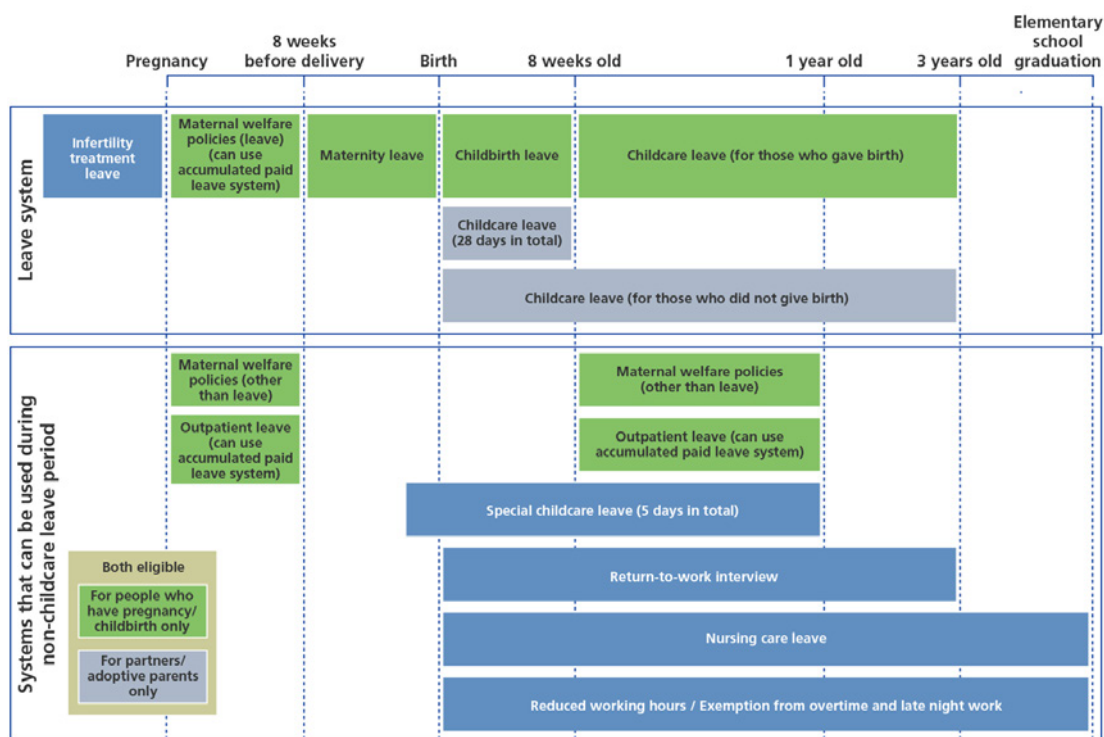 Elementary
school
graduation
8 weeks
before delivery
Pregnancy
Birth
8 weeks old
1 year old
3 years old
Leave system
Infertility
treatment
leave
Maternal welfare
policies (leave)
(can use
accumulated paid
leave system)
Maternity leave
Childbirth leave
Childcare leave (for those who gave birth)
Childcare leave
(28 days in total)
Childcare leave (for those who did not give birth)
Systems that can be used during
non-childcare leave period
Maternal welfare
policies (other
than leave)
Maternal welfare policies
(other than leave)
Outpatient leave
(can use
accumulated paid
leave system)
Outpatient leave (can use
accumulated paid leave system)
Special childcare leave (5 days in total)
Return-to-work interview
Nursing care leave
Reduced working hours / Exemption from overtime and late night work
Both eligible
For people who
have pregnancy/
childbirth only
For partners/
adoptive parents
only